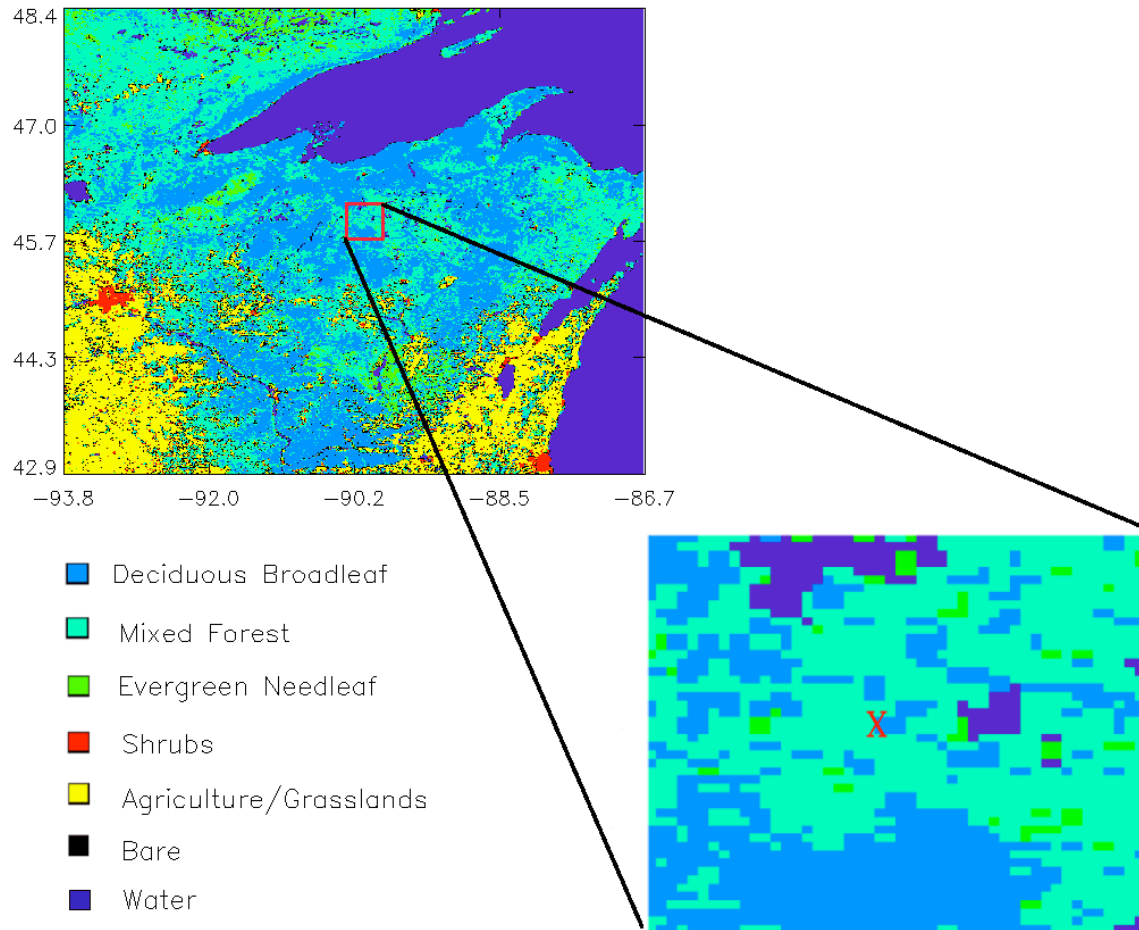 48.4
47.0
45.7
44.3
42.9
−93.8 −92.0 −90.2 −88.5 −86.7
Deciduous Broadleaf
Mixed Forest
Evergreen Needleaf
Shrubs
Agriculture/Grasslands
Bare
Water
X